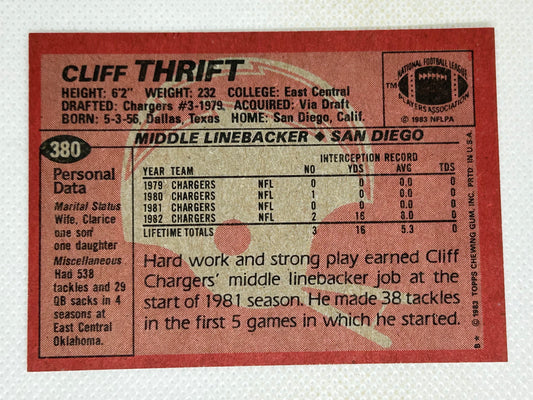 CLIFF THRIFT
HEIGHT: 6'2" WEIGHT: 232 COLLEGE: East Central
DRAFTED: Chargers #3-1979. ACQUIRED: Via Draft
BORN: 5-3-56, Dallas, Texas HOME: San Diego, Calif.
NATIONAL FOOTBALL LEAGUE
PLAYERS ASSOCIATION
TM
© 1983 NFLPA
380
MIDDLE LINEBACKER ◆ SAN DIEGO
Personal
Data
Marital Status
Wife, Clarice
one son
one daughter
Miscellaneous
Had 538
tackles and 29
QB sacks in 4
seasons at
East Central
Oklahoma.
INTERCEPTION RECORD
YEAR TEAM NO YDS AVG TDS
1979 CHARGERS NFL 0 0 0.0 0
1980 CHARGERS NFL 1 0 0.0 0
1981 CHARGERS NFL 0 0 0.0 0
1982 CHARGERS NFL 2 16 8.0 0
LIFETIME TOTALS 3 16 5.3 0
Hard work and strong play earned Cliff
Chargers' middle linebacker job at the
start of 1981 season. He made 38 tackles
in the first 5 games in which he started.
B* © 1983 TOPPS CHEWING GUM, INC. PRTD. IN U.S.A.